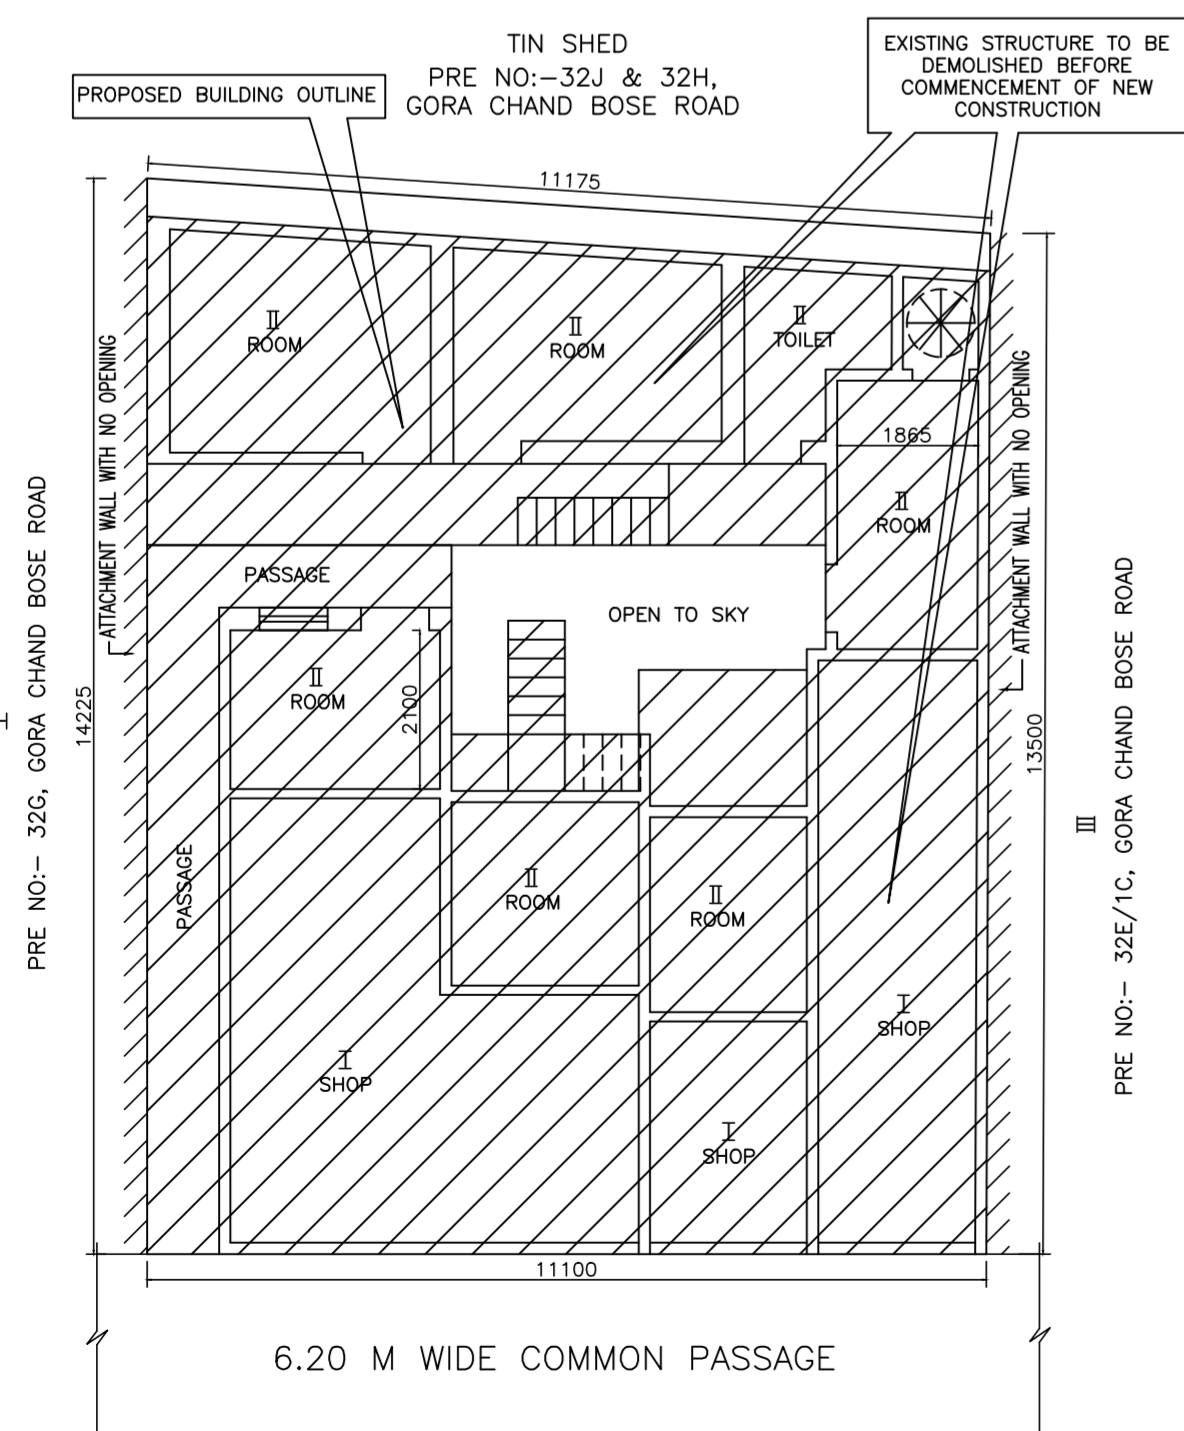 TIN SHED
PRE NO:-32J & 32H,
GORA CHAND BOSE ROAD
EXISTING STRUCTURE TO BE
DEMOLISHED BEFORE
COMMENCEMENT OF NEW
CONSTRUCTION
PROPOSED BUILDING OUTLINE
11175
II
ROOM
II
ROOM
II
TOILET
ATTACHMENT WALL WITH NO OPENING
1865
II
ROOM
ATTACHMENT WALL WITH NO OPENING
PASSAGE
OPEN TO SKY
II
ROOM
2100
PRE NO:- 32G, GORA CHAND BOSE ROAD
14225
13500
III
PRE NO:- 32E/1C, GORA CHAND BOSE ROAD
PASSAGE
II
ROOM
II
ROOM
I
SHOP
I
SHOP
I
SHOP
11100
6.20 M WIDE COMMON PASSAGE